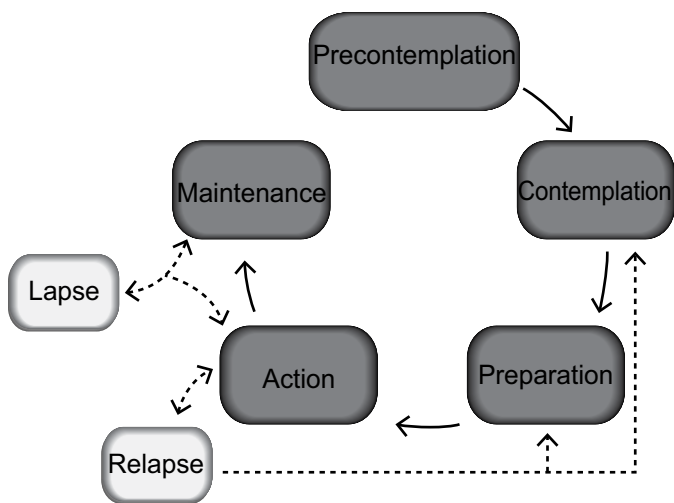 Precontemplation
Maintenance
Contemplation
Lapse
Action
Preparation
Relapse